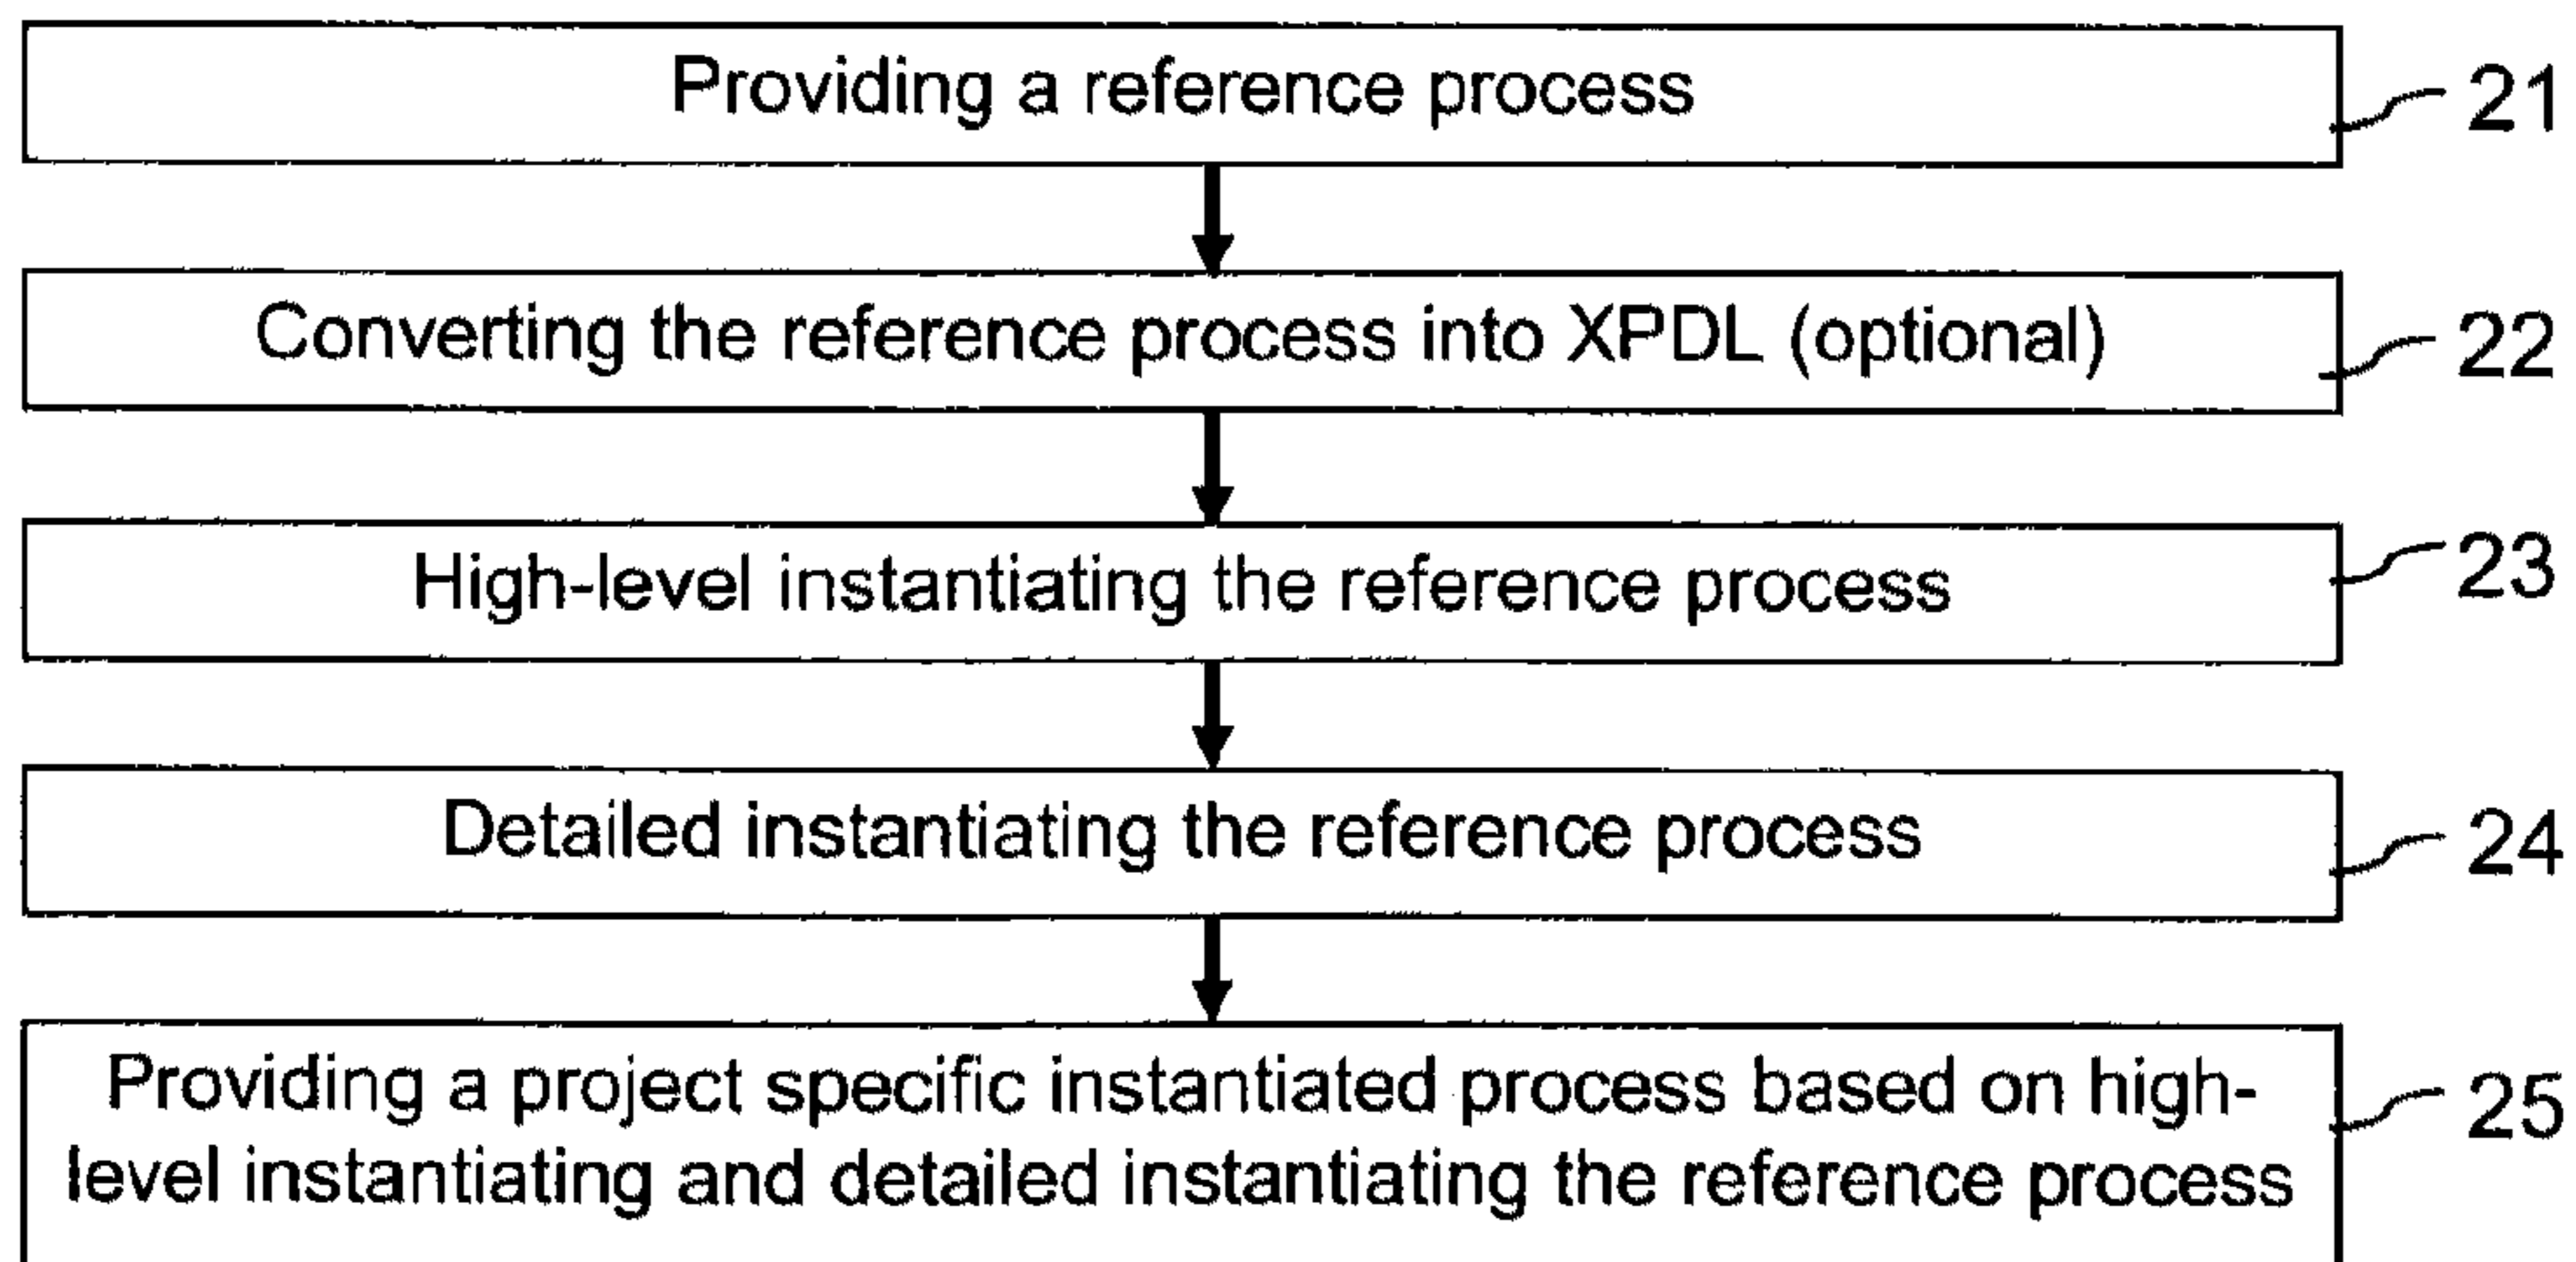 Providing a reference process
21
Converting the reference process into XPDL (optional)
22
High-level instantiating the reference process
23
Detailed instantiating the reference process
24
Providing a project specific instantiated process based on high-
level instantiating and detailed instantiating the reference process
25